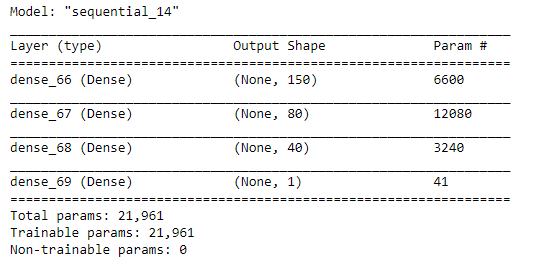 Model: "sequential_14"
Layer (type) Output Shape Param #
dense_66 (Dense) (None, 150) 6600
dense_67 (Dense) (None, 80) 12080
dense_68 (Dense) (None, 40) 3240
dense_69 (Dense) (None, 1) 41
Total params: 21,961
Trainable params: 21,961
Non-trainable params: 0